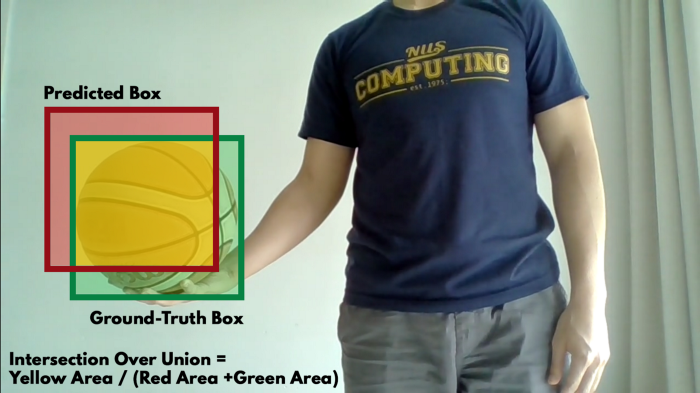 NUS
COMPUTING
EST. 1975.
Predicted Box
Ground-Truth Box
Intersection Over Union =
Yellow Area / (Red Area +Green Area)